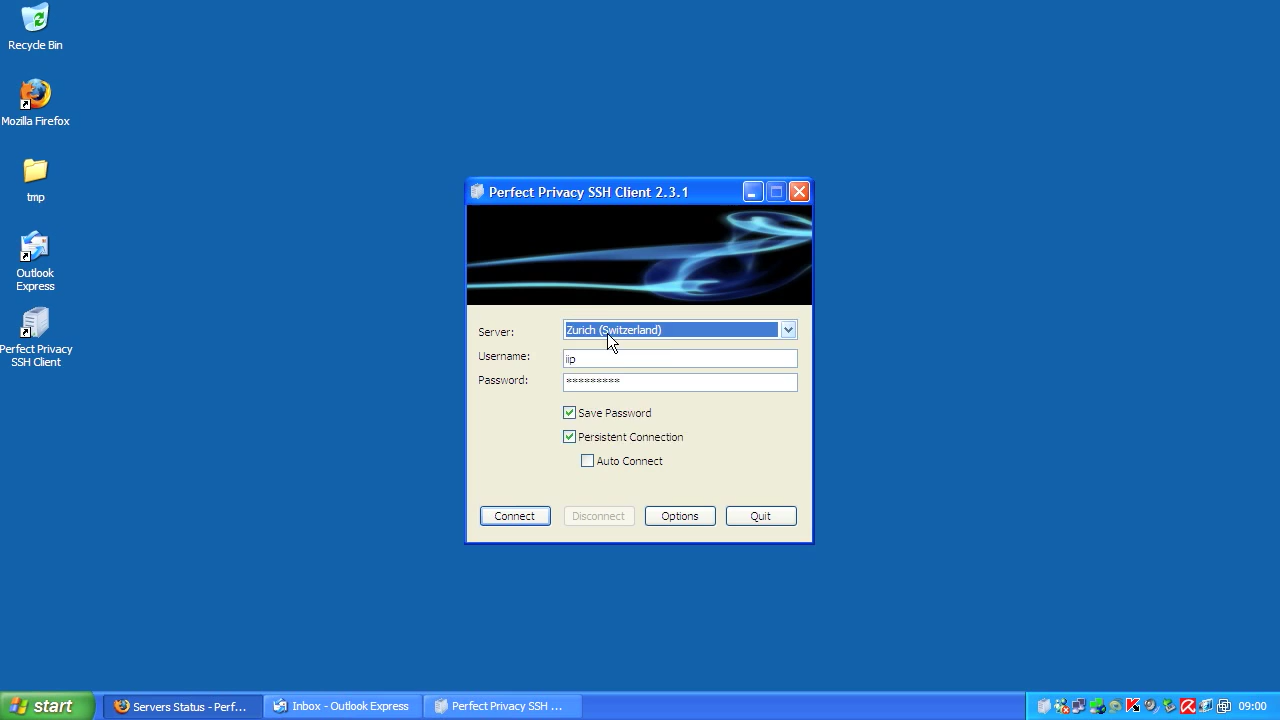 Recycle Bin
Mozilla Firefox
tmp
Outlook
Express
Perfect Privacy
SSH Client
Perfect Privacy SSH Client 2.3.1
Server:
Zurich (Switzerland)
Username:
iip
Password:
*********
Save Password
Persistent Connection
Auto Connect
Connect
Disconnect
Options
Quit
start
Servers Status - Perf...
Inbox - Outlook Express
Perfect Privacy SSH ...
09:00